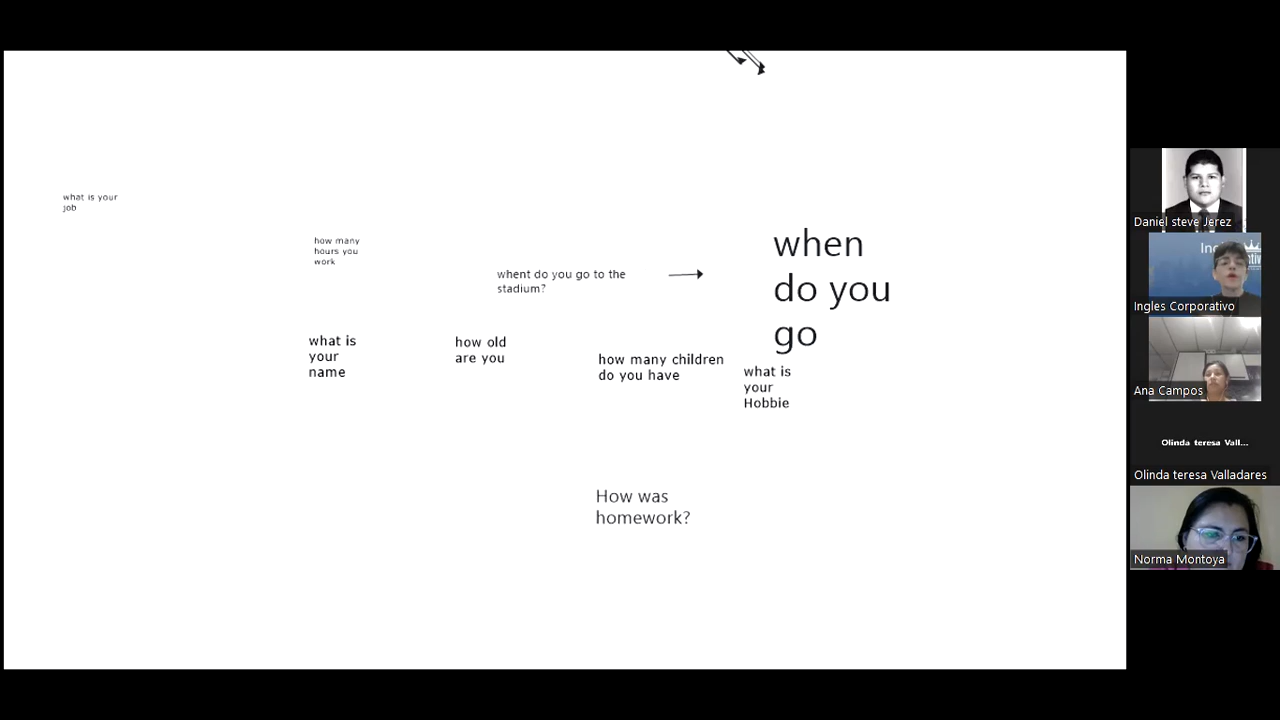 what is your
job
how many
hours you
work
whent do you go to the
stadium?
when
do you
go
what is
your
name
how old
are you
how many children
do you have
what is
your
Hobbie
How was
homework?
Daniel steve Jerez
Ingles Corporativo
Ana Campos
Olinda teresa Vall...
Olinda teresa Valladares
Norma Montoya